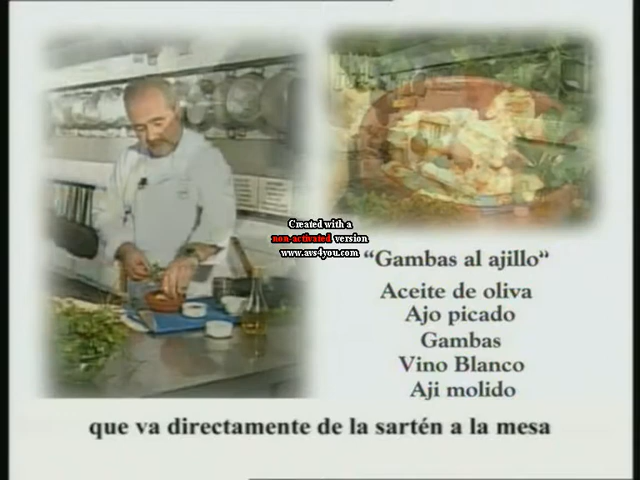 Created with a
non-activated version
www.avs4you.com
“Gambas al ajillo“
Aceite de oliva
Ajo picado
Gambas
Vino Blanco
Aji molido
que va directamente de la sartén a la mesa